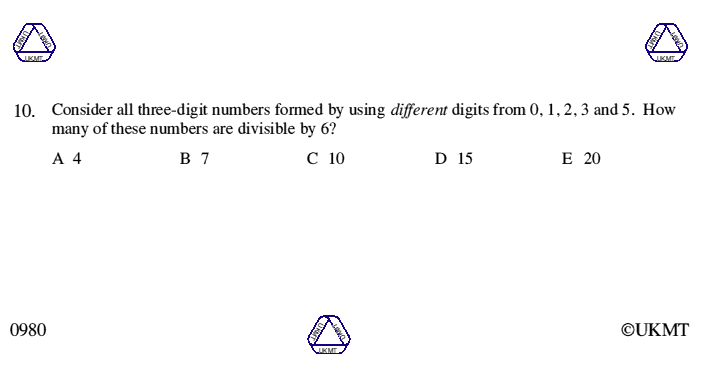 UKMT UKMT UKMT
UKMT UKMT UKMT
10. Consider all three-digit numbers formed by using different digits from 0, 1, 2, 3 and 5. How
many of these numbers are divisible by 6?
A 4 B 7 C 10 D 15 E 20
0980
UKMT UKMT UKMT
©UKMT